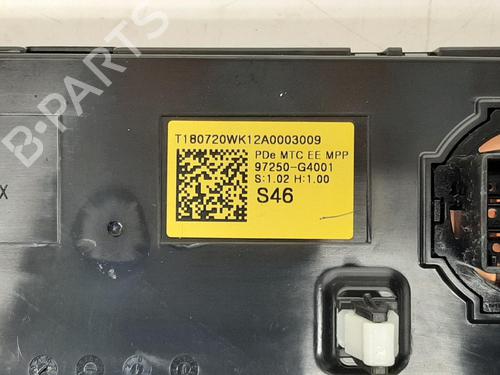 T180720WK12A0003009
PDe MTC EE MPP
97250-G4001
S:1.02 H:1.00
S46
X
B-PARTS